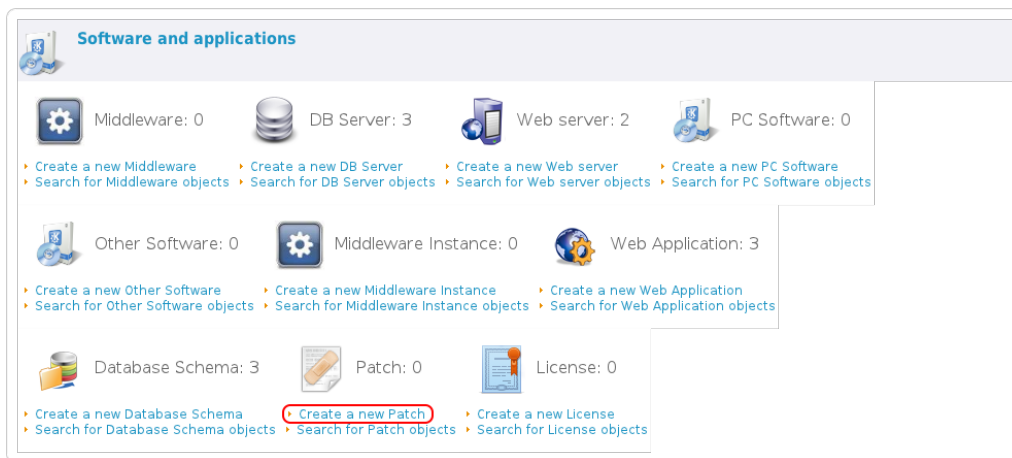 Software and applications
Middleware: 0 DB Server: 3 Web server: 2 PC Software: 0
Create a new Middleware Create a new DB Server Create a new Web server Create a new PC Software
Search for Middleware objects Search for DB Server objects Search for Web server objects Search for PC Software objects
Other Software: 0 Middleware Instance: 0 Web Application: 3
Create a new Other Software Create a new Middleware Instance Create a new Web Application
Search for Other Software objects Search for Middleware Instance objects Search for Web Application objects
Database Schema: 3 Patch: 0 License: 0
Create a new Database Schema Create a new Patch Create a new License
Search for Database Schema objects Search for Patch objects Search for License objects